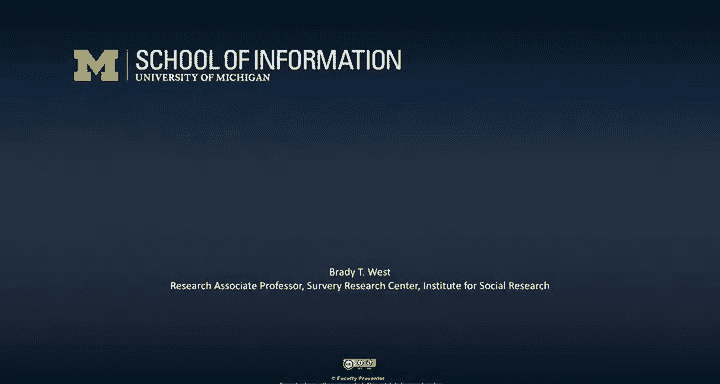 M SCHOOL OF INFORMATION
UNIVERSITY OF MICHIGAN
Brady T. West
Research Associate Professor, Survery Research Center, Institute for Social Research
© Faculty Presenter